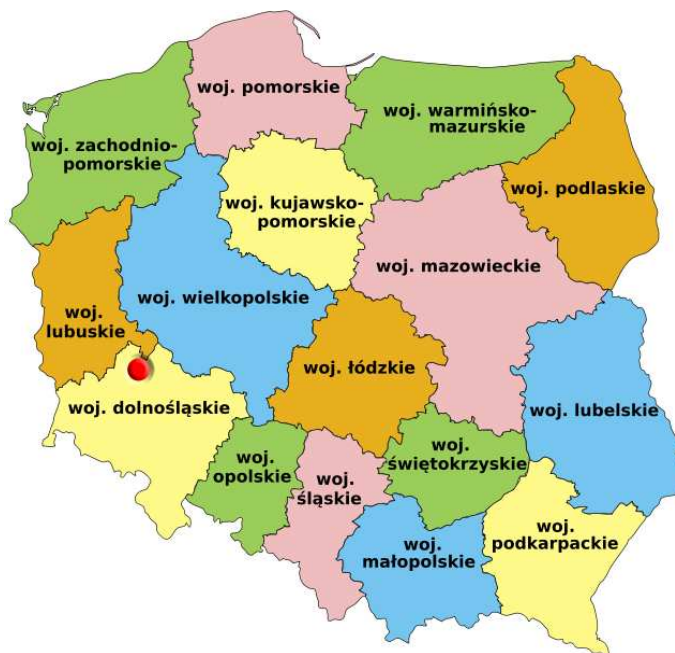 woj. pomorskie
woj. warmińsko-
mazurskie
woj. zachodnio-
pomorskie
woj. podlaskie
woj. kujawsko-
pomorskie
woj. mazowieckie
woj. wielkopolskie
woj.
lubuskie
woj. łódzkie
woj. dolnośląskie
woj. lubelskie
woj.
opolskie
woj.
śląskie
woj.
świętokrzyskie
woj.
małopolskie
woj.
podkarpackie